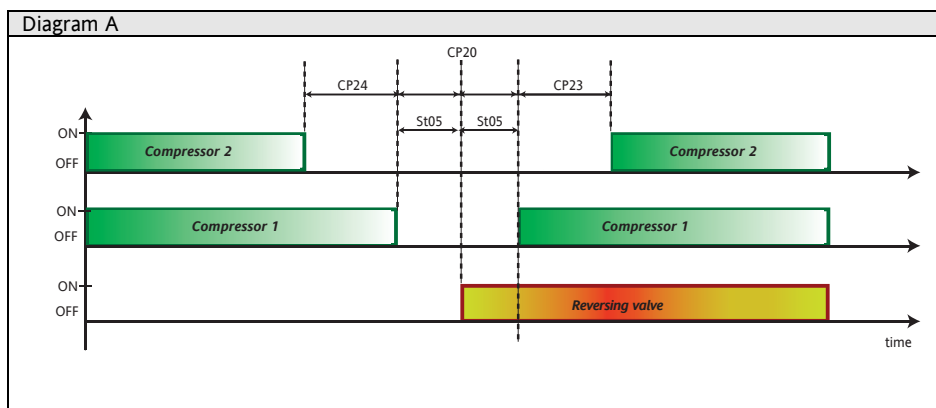 Diagram A
CP20
CP24
CP23
St05 St05
ON
OFF
Compressor 2
Compressor 2
ON
OFF
Compressor 1
Compressor 1
ON
OFF
Reversing valve
time